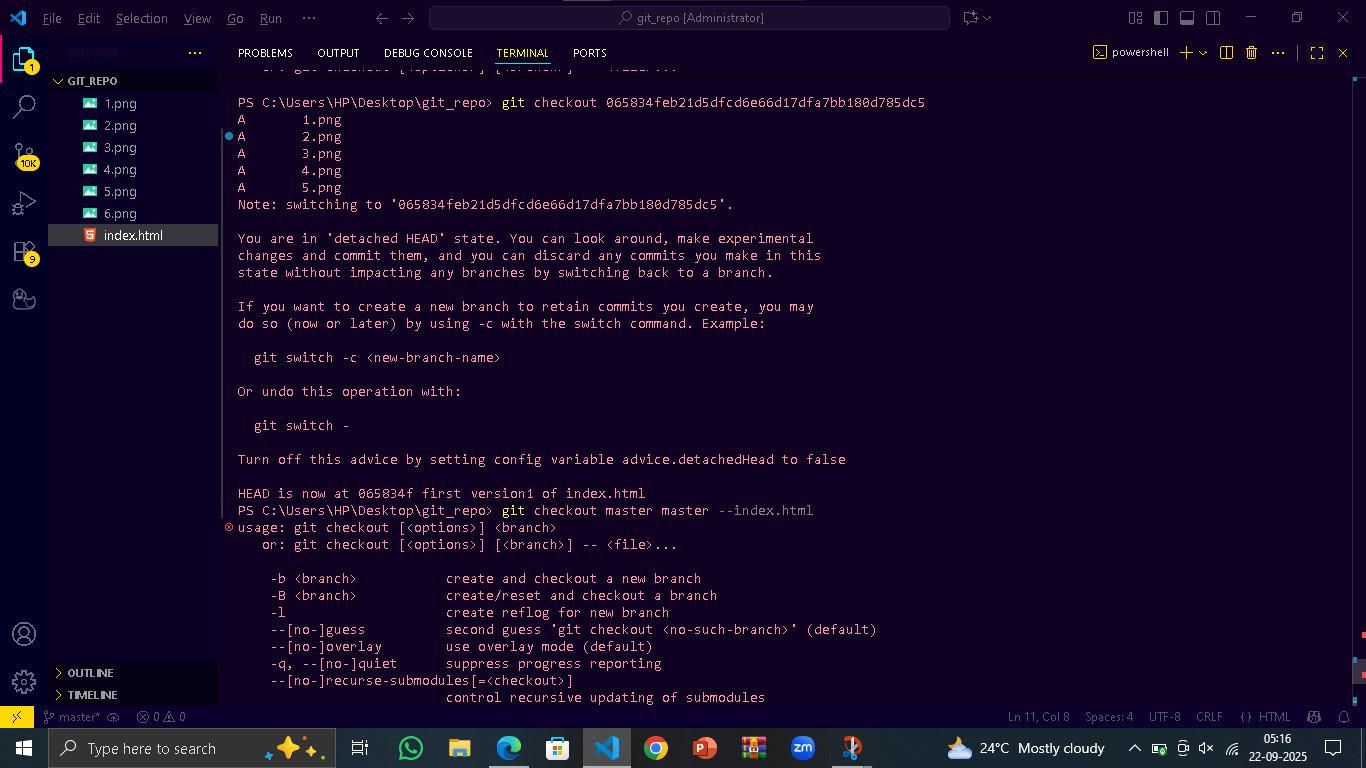 File Edit Selection View Go Run ···
git_repo [Administrator]
EXPLORER ···
PROBLEMS OUTPUT DEBUG CONSOLE TERMINAL PORTS
powershell
1
10K
9
GIT_REPO
1.png
2.png
3.png
4.png
5.png
6.png
index.html
PS C:\Users\HP\Desktop\git_repo> git checkout 065834feb21d5dfcd6e66d17dfa7bb180d785dc5
A 1.png
A 2.png
A 3.png
A 4.png
A 5.png
Note: switching to '065834feb21d5dfcd6e66d17dfa7bb180d785dc5'.
You are in 'detached HEAD' state. You can look around, make experimental
changes and commit them, and you can discard any commits you make in this
state without impacting any branches by switching back to a branch.
If you want to create a new branch to retain commits you create, you may
do so (now or later) by using -c with the switch command. Example:
git switch -c <new-branch-name>
Or undo this operation with:
git switch -
Turn off this advice by setting config variable advice.detachedHead to false
HEAD is now at 065834f first version1 of index.html
PS C:\Users\HP\Desktop\git_repo> git checkout master master --index.html
usage: git checkout [<options>] <branch>
or: git checkout [<options>] [<branch>] -- <file>...
-b <branch> create and checkout a new branch
-B <branch> create/reset and checkout a branch
-l create reflog for new branch
--[no-]guess second guess 'git checkout <no-such-branch>' (default)
--[no-]overlay use overlay mode (default)
-q, --[no-]quiet suppress progress reporting
--[no-]recurse-submodules[=<checkout>]
control recursive updating of submodules
OUTLINE
TIMELINE
master* 0 0 Ln 11, Col 8 Spaces: 4 UTF-8 CRLF {} HTML
Type here to search
24°C Mostly cloudy
05:16
22-09-2025
zm